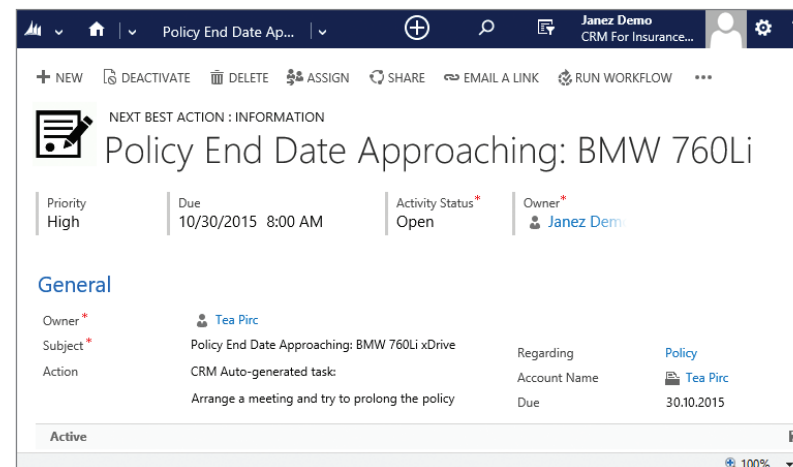 Policy End Date Ap...
Janez Demo
CRM For Insurance...
NEW DEACTIVATE DELETE ASSIGN SHARE EMAIL A LINK RUN WORKFLOW •••
NEXT BEST ACTION : INFORMATION
Policy End Date Approaching: BMW 760Li
Priority Due Activity Status* Owner*
High 10/30/2015 8:00 AM Open Janez Demo
General
Owner* Tea Pirc
Subject* Policy End Date Approaching: BMW 760Li xDrive
Regarding Policy
Action CRM Auto-generated task:
Account Name Tea Pirc
Arrange a meeting and try to prolong the policy
Due 30.10.2015
Active
100%